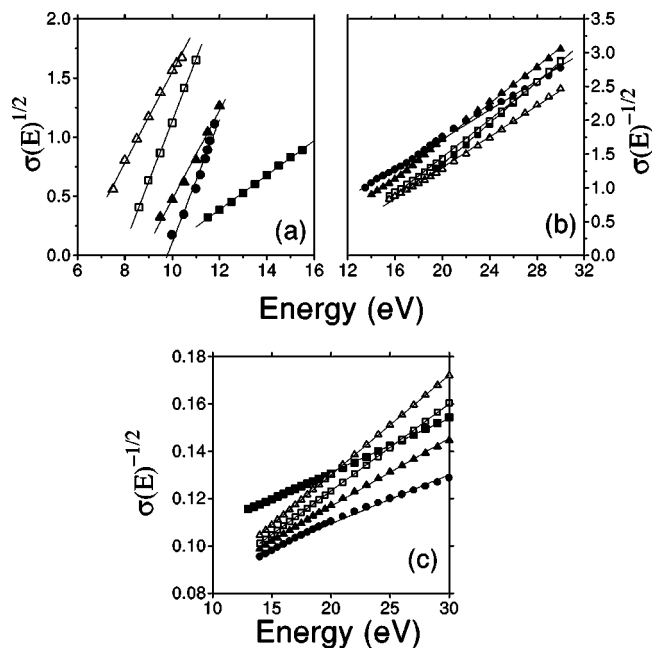 σ(E)^{1/2}
2.0
1.5
1.0
0.5
0.0
(a)
6 8 10 12 14 16
(b)
3.5
3.0
2.5
2.0
1.5
1.0
0.5
0.0
σ(E)^{-1/2}
12 16 20 24 28 32
Energy (eV)
σ(E)^{-1/2}
0.18
0.16
0.14
0.12
0.10
0.08
(c)
10 15 20 25 30
Energy (eV)